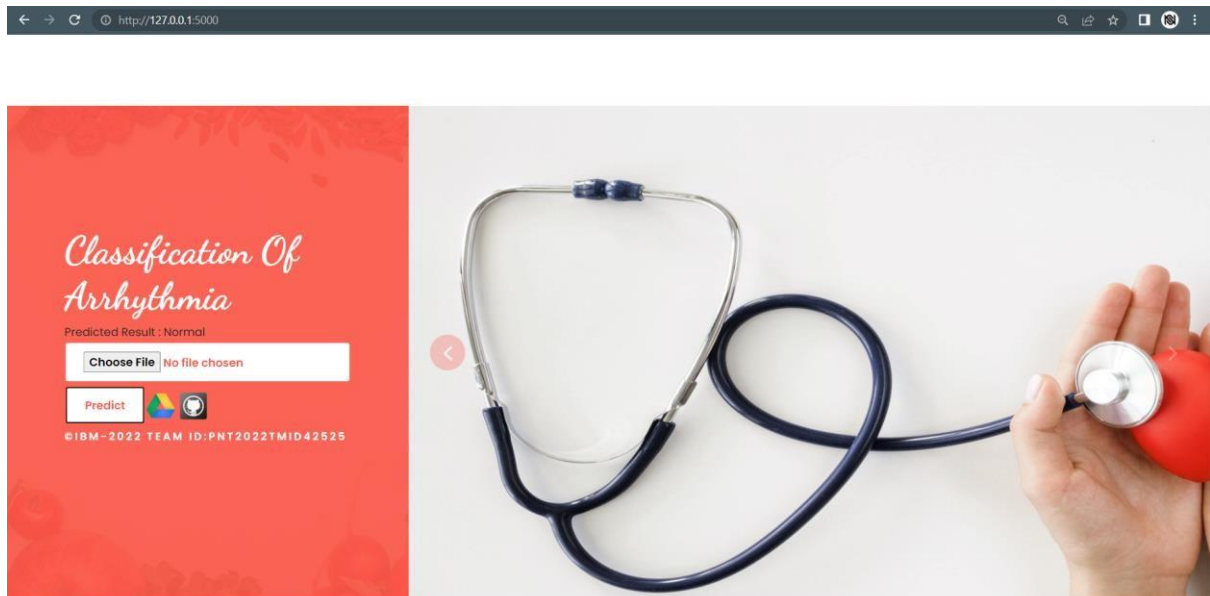 http://127.0.0.1:5000
Classification Of
Arrhythmia
Predicted Result : Normal
Choose File No file chosen
Predict
©IBM-2022 TEAM ID:PNT2022TMID42525